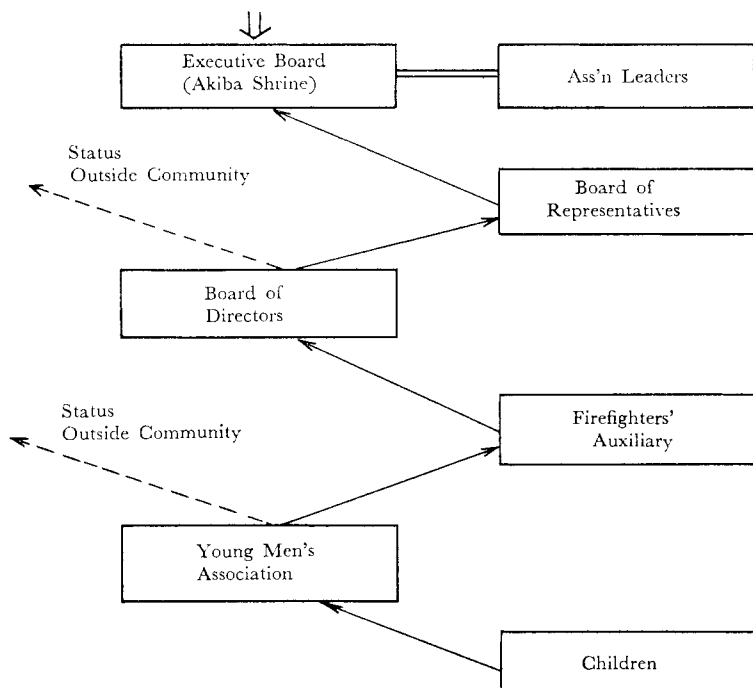 Executive Board
(Akiba Shrine)
Ass'n Leaders
Status
Outside Community
Board of
Representatives
Board of
Directors
Status
Outside Community
Firefighters'
Auxiliary
Young Men's
Association
Children